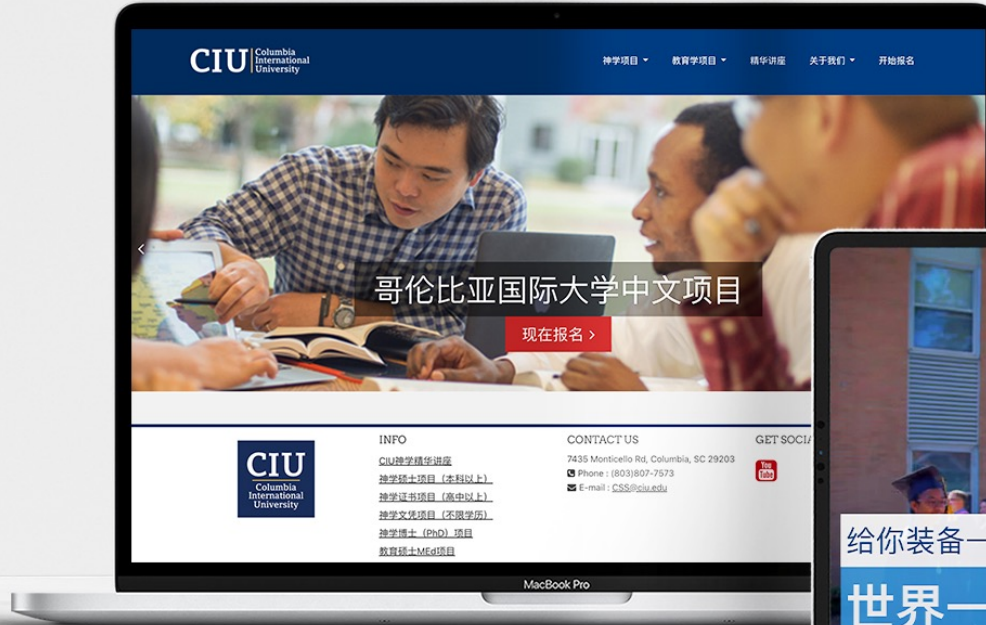 CIU
Columbia
International
University
神学项目
教育学项目
精华讲座
关于我们
开始报名
哥伦比亚国际大学中文项目
现在报名 >
CIU
Columbia
International
University
INFO
CIU神学精华讲座
神学硕士项目（本科以上）
神学证书项目（高中以上）
神学文凭项目（不限学历）
神学博士（PhD）项目
教育硕士MEd项目
CONTACT US
7435 Monticello Rd, Columbia, SC 29203
Phone : (803)807-7573
E-mail : CSS@ciu.edu
GET SOCIA
You
Tube
MacBook Pro
给你装备一
世界一